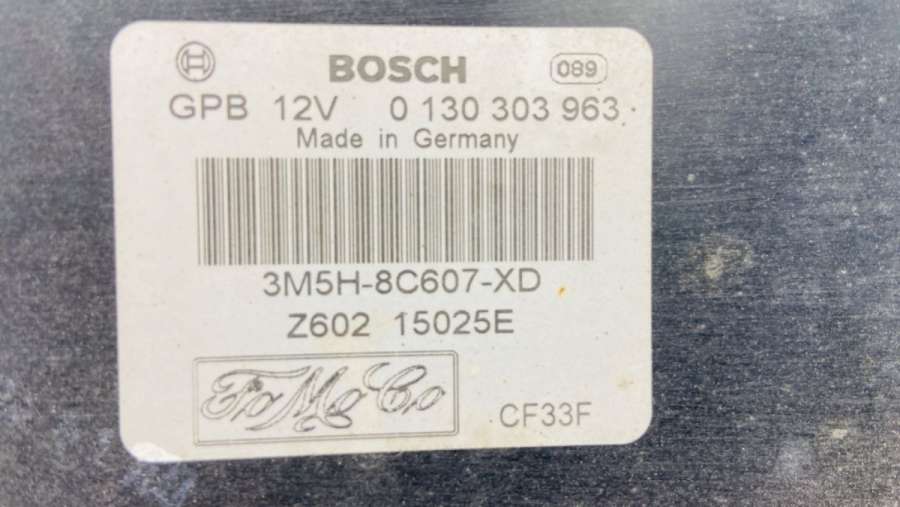 BOSCH 089
GPB 12V 0 130 303 963
Made in Germany
3M5H-8C607-XD
Z602 15025E
FoMoCo
CF33F